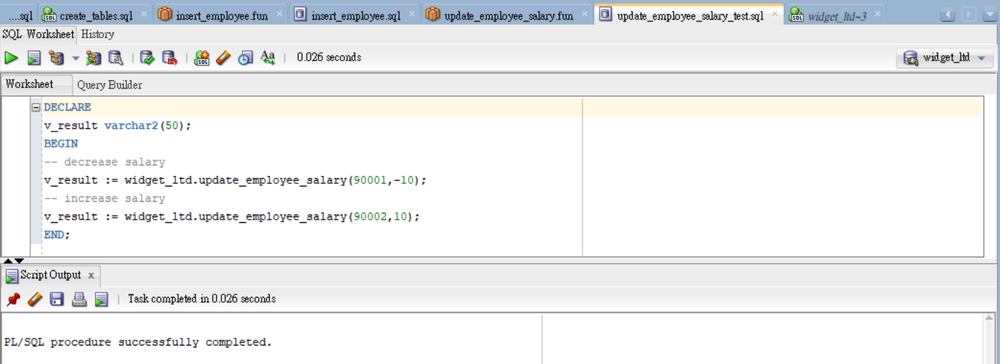 ....sql create_tables.sql insert_employee.fun insert_employee.sql update_employee_salary.fun update_employee_salary_test.sql widget_ltd~3
SQL Worksheet History
SQL Aa 0.026 seconds widget_ltd
Worksheet Query Builder
DECLARE
v_result varchar2(50);
BEGIN
-- decrease salary
v_result := widget_ltd.update_employee_salary(90001,-10);
-- increase salary
v_result := widget_ltd.update_employee_salary(90002,10);
END;
Script Output x
Task completed in 0.026 seconds
PL/SQL procedure successfully completed.